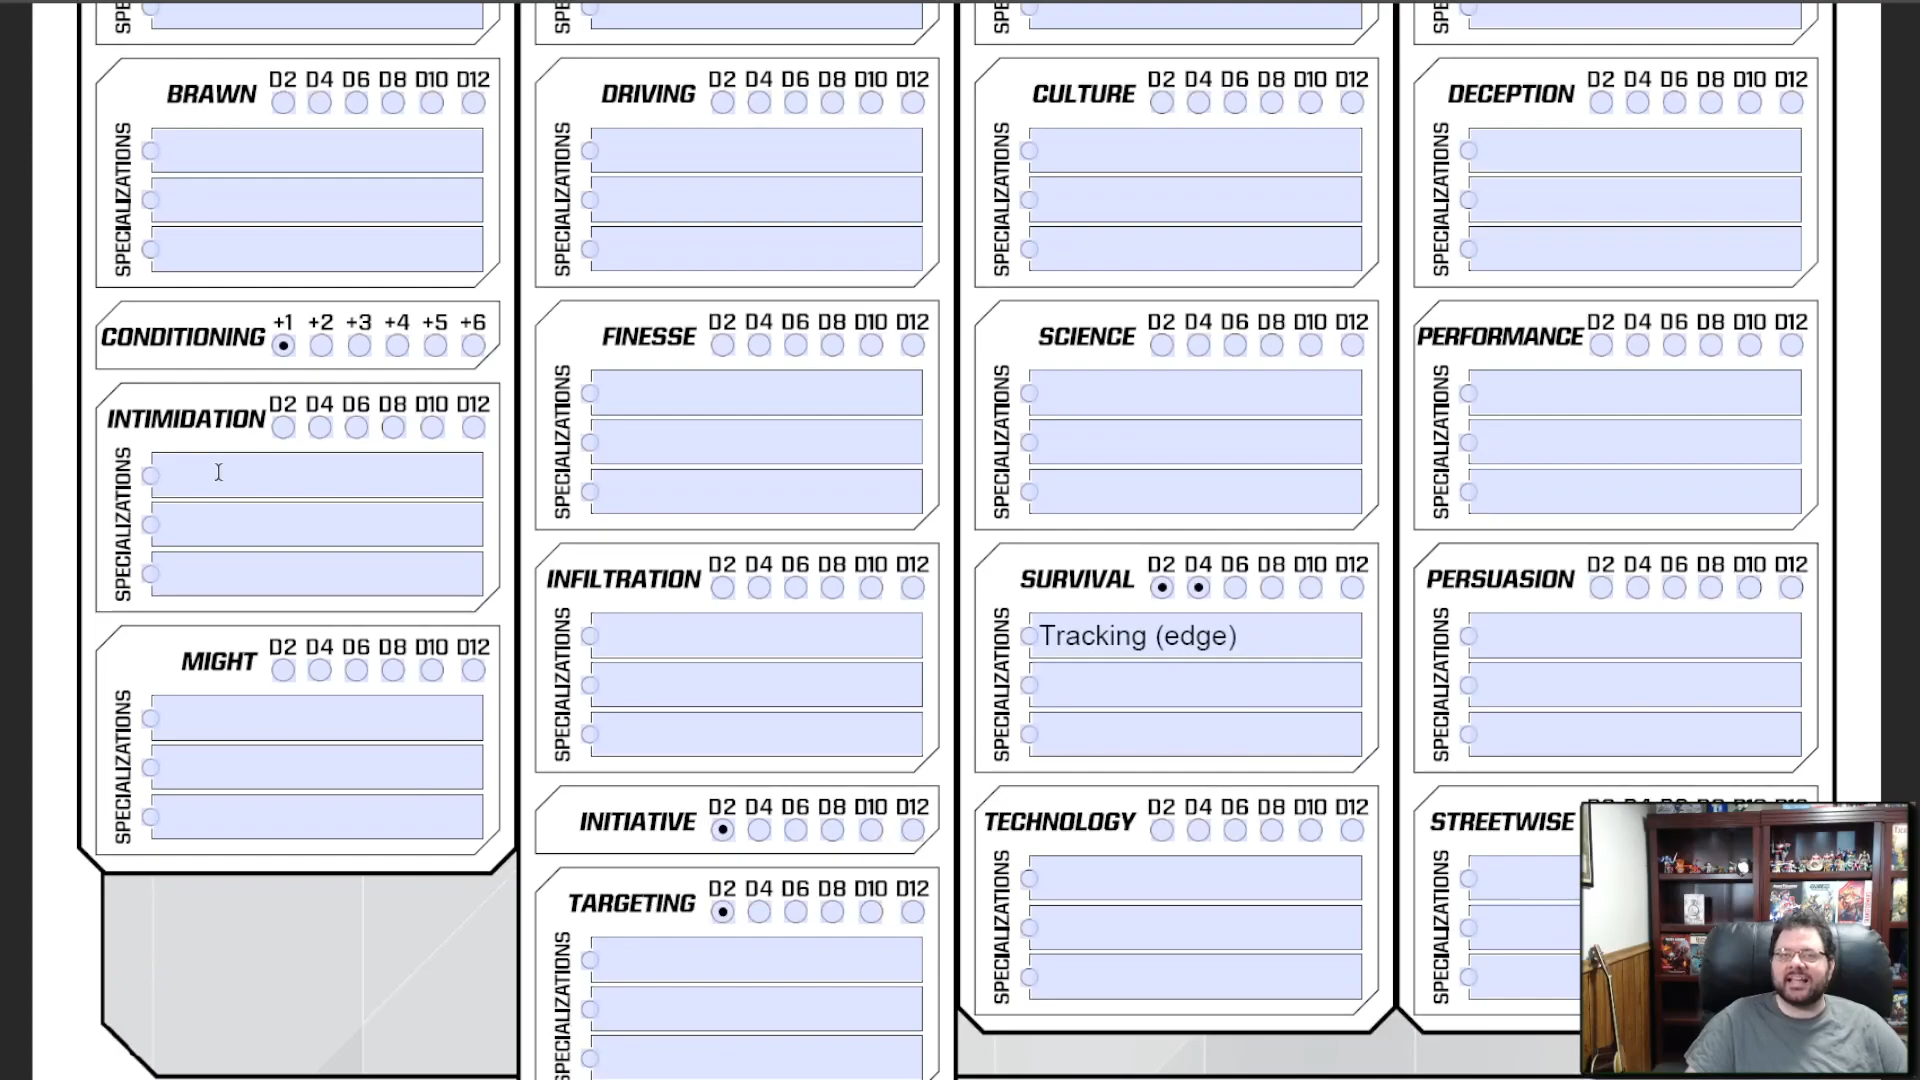 SPE
SPE
SPE
SPE
BRAWN D2 D4 D6 D8 D10 D12
SPECIALIZATIONS
CONDITIONING +1 +2 +3 +4 +5 +6
INTIMIDATION D2 D4 D6 D8 D10 D12
SPECIALIZATIONS
MIGHT D2 D4 D6 D8 D10 D12
SPECIALIZATIONS
DRIVING D2 D4 D6 D8 D10 D12
SPECIALIZATIONS
FINESSE D2 D4 D6 D8 D10 D12
SPECIALIZATIONS
INFILTRATION D2 D4 D6 D8 D10 D12
SPECIALIZATIONS
INITIATIVE D2 D4 D6 D8 D10 D12
TARGETING D2 D4 D6 D8 D10 D12
SPECIALIZATIONS
CULTURE D2 D4 D6 D8 D10 D12
SPECIALIZATIONS
SCIENCE D2 D4 D6 D8 D10 D12
SPECIALIZATIONS
SURVIVAL D2 D4 D6 D8 D10 D12
SPECIALIZATIONS
Tracking (edge)
TECHNOLOGY D2 D4 D6 D8 D10 D12
SPECIALIZATIONS
DECEPTION D2 D4 D6 D8 D10 D12
SPECIALIZATIONS
PERFORMANCE D2 D4 D6 D8 D10 D12
SPECIALIZATIONS
PERSUASION D2 D4 D6 D8 D10 D12
SPECIALIZATIONS
STREETWISE
SPECIALIZATIONS